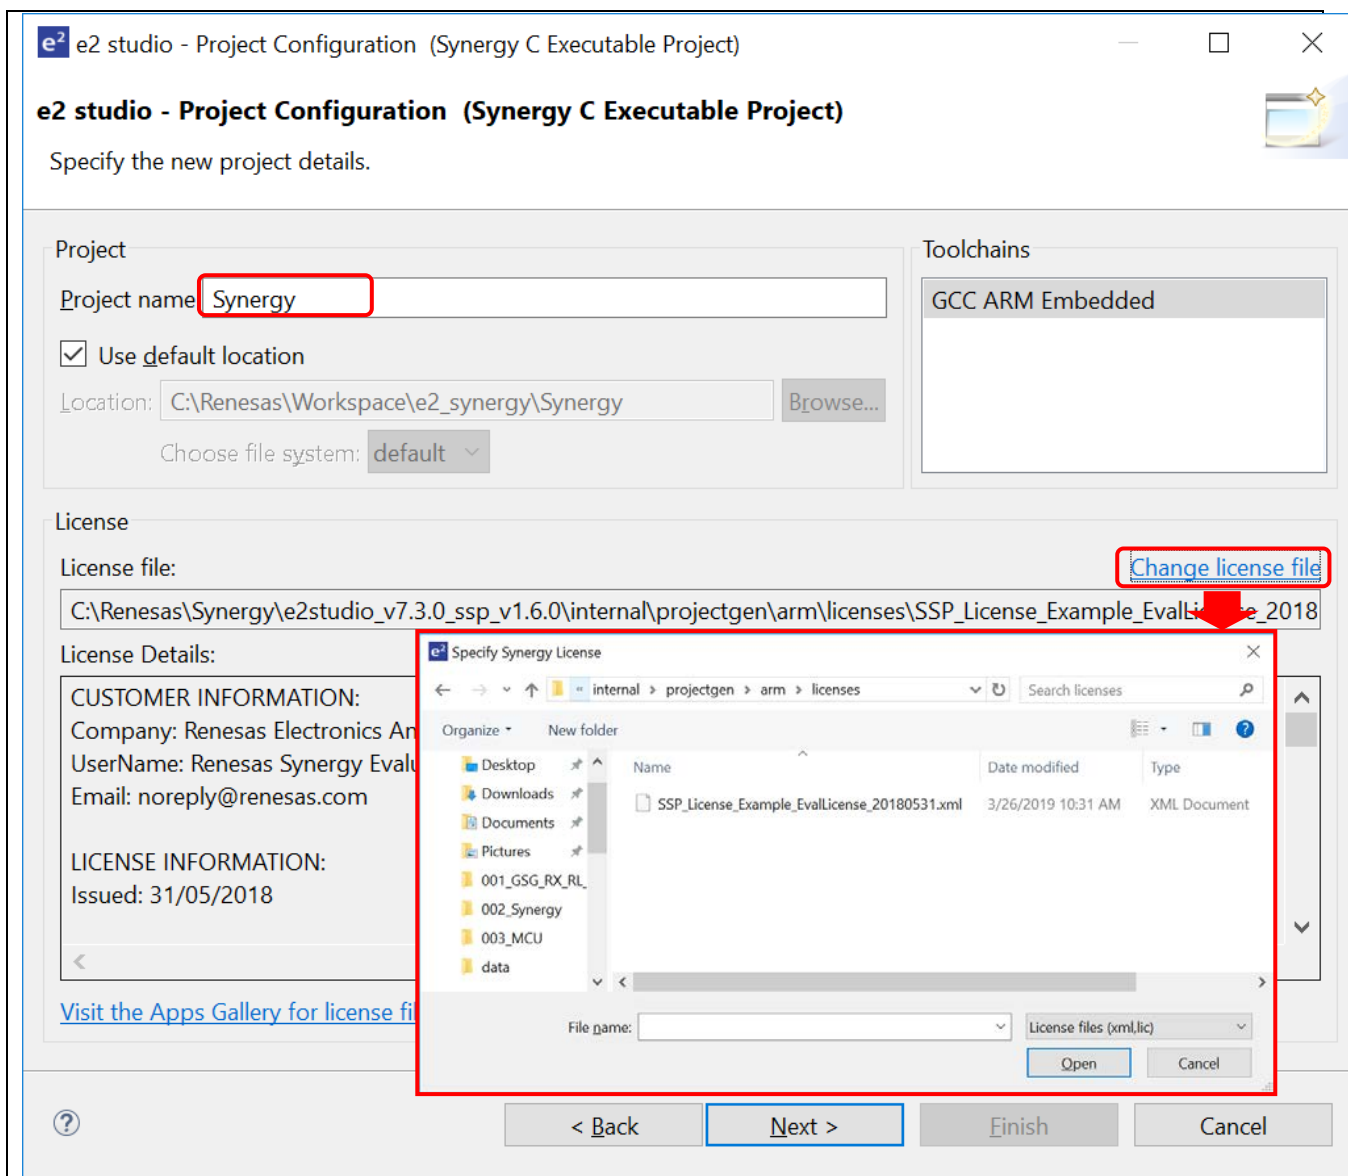 e2 e2 studio - Project Configuration (Synergy C Executable Project)
e2 studio - Project Configuration (Synergy C Executable Project)
Specify the new project details.
Project
Project name Synergy
Use default location
Location: C:\Renesas\Workspace\e2_synergy\Synergy Browse...
Choose file system: default
Toolchains
GCC ARM Embedded
License
License file: Change license file
C:\Renesas\Synergy\e2studio_v7.3.0_ssp_v1.6.0\internal\projectgen\arm\licenses\SSP_License_Example_EvalLicense_2018
License Details:
CUSTOMER INFORMATION:
Company: Renesas Electronics
UserName: Renesas Synergy
Email: noreply@renesas.com
LICENSE INFORMATION:
Issued: 31/05/2018
Visit the Apps Gallery for license
e2 Specify Synergy License
« internal > projectgen > arm > licenses Search licenses
Organize New folder
Name Date modified Type
SSP_License_Example_EvalLicense_20180531.xml 3/26/2019 10:31 AM XML Document
Desktop
Downloads
Documents
Pictures
001_GSG_RX_RL_
002_Synergy
003_MCU
data
File name: License files (xml,lic)
Open Cancel
? < Back Next > Finish Cancel